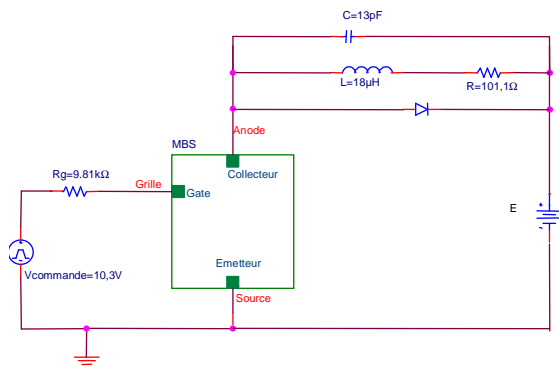 C=13pF
L=18µH
R=101,1Ω
Anode
MBS
Rg=9.81kΩ
Grille
Collecteur
Gate
E
Emetteur
Vcommande=10,3V
Source